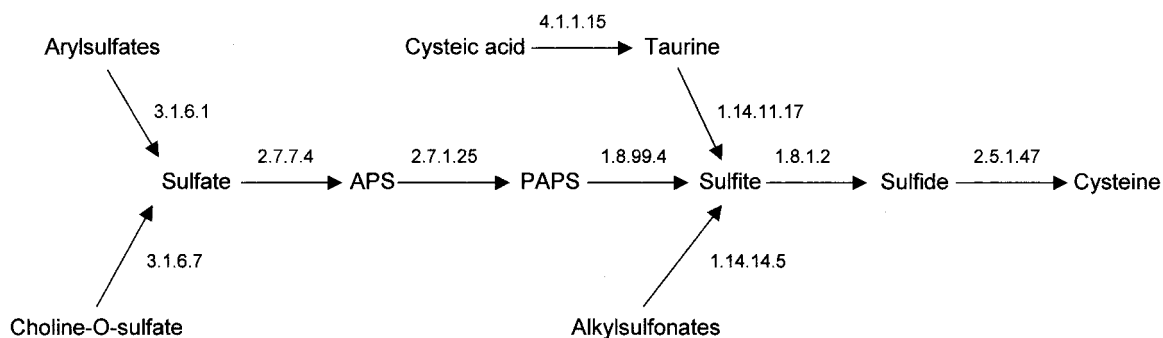 4.1.1.15
Arylsulfates Cysteic acid Taurine
3.1.6.1 1.14.11.17
2.7.7.4 2.7.1.25 1.8.99.4 1.8.1.2 2.5.1.47
Sulfate APS PAPS Sulfite Sulfide Cysteine
3.1.6.7 1.14.14.5
Choline-O-sulfate Alkylsulfonates